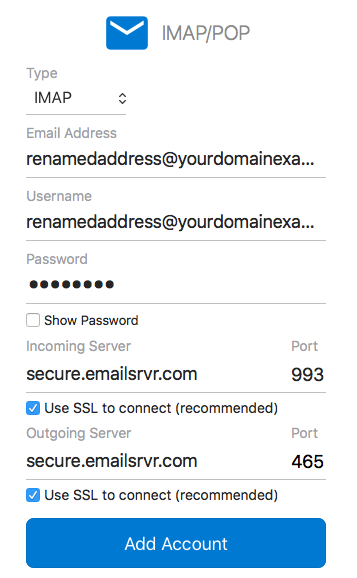 IMAP/POP
Type
IMAP
Email Address
renamedaddress@yourdomainexa...
Username
renamedaddress@yourdomainexa...
Password
••••••••
Show Password
Incoming Server Port
secure.emailsrvr.com 993
Use SSL to connect (recommended)
Outgoing Server Port
secure.emailsrvr.com 465
Use SSL to connect (recommended)
Add Account